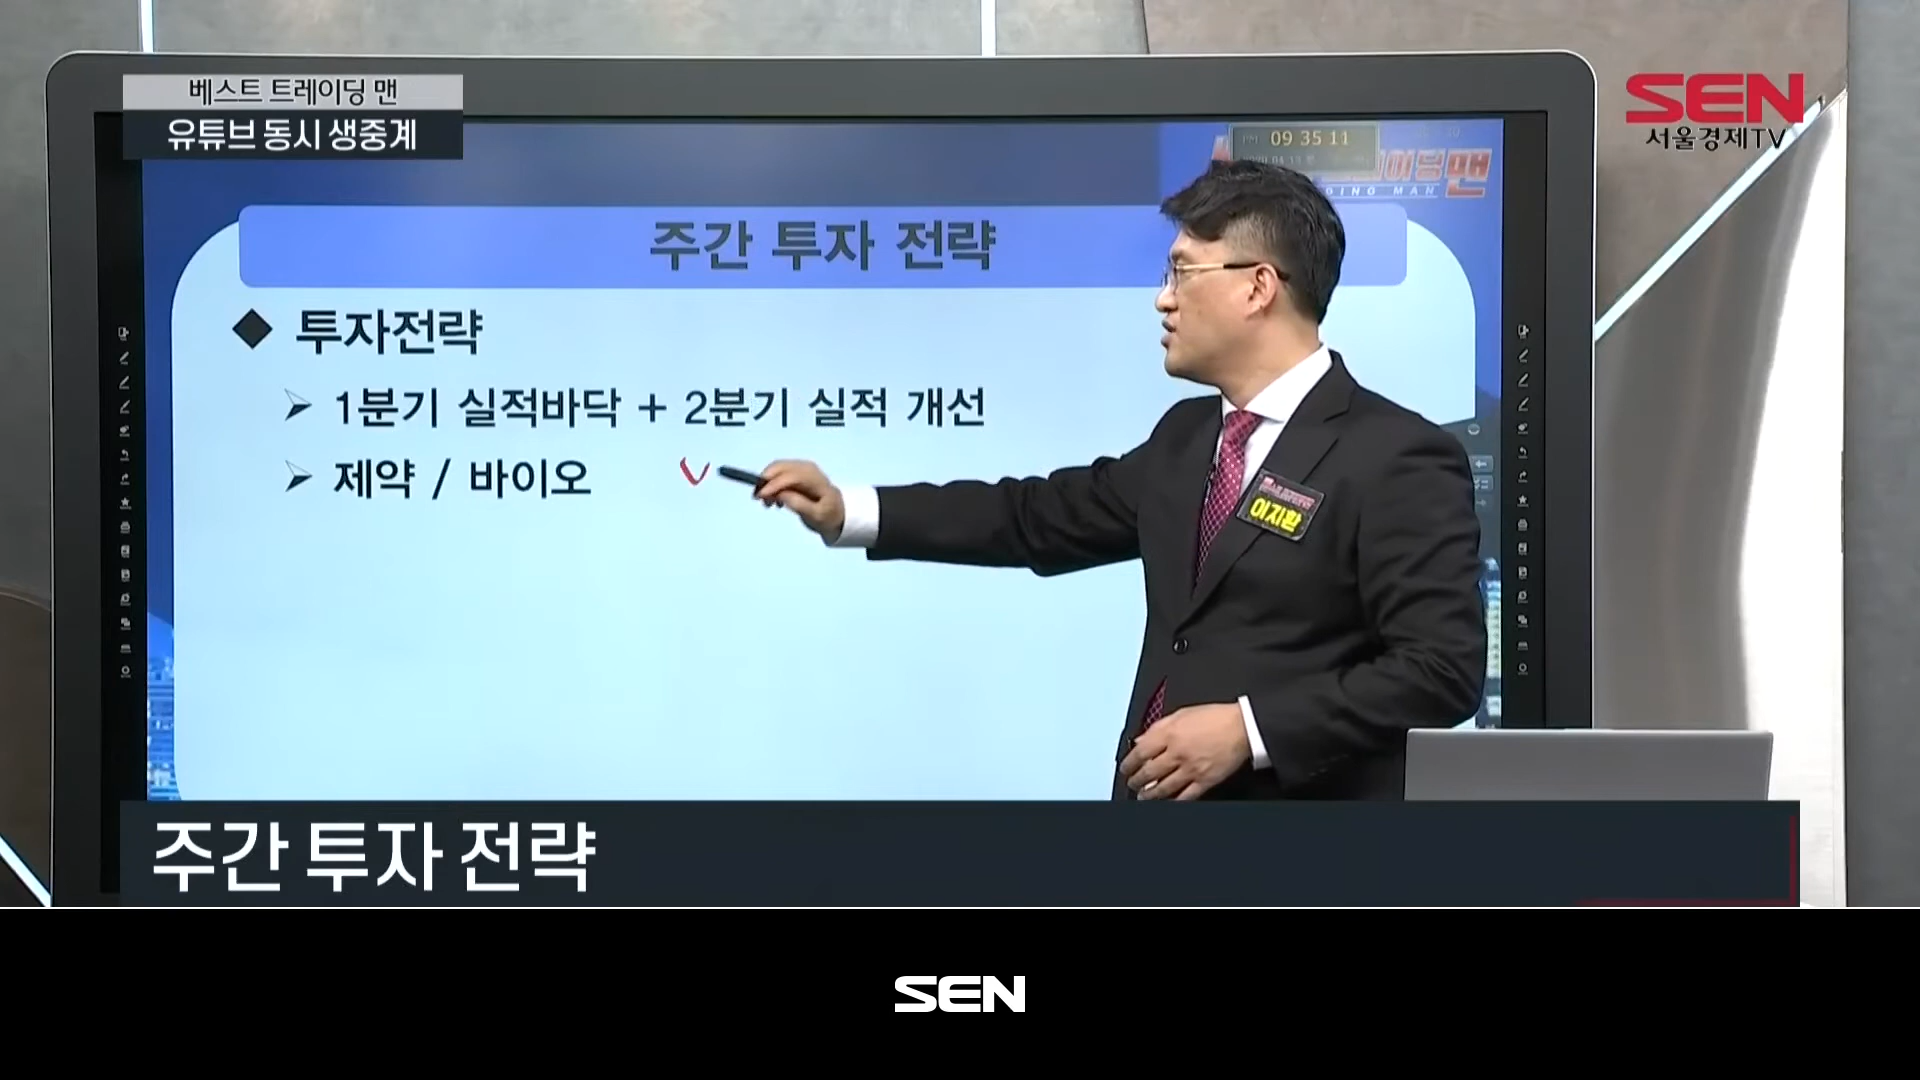 베스트 트레이딩 맨
유튜브 동시 생중계
SEN
서울경제TV
09 35 11
맨
주간 투자 전략
◆ 투자전략
➢ 1분기 실적바닥 + 2분기 실적 개선
➢ 제약 / 바이오
이지환
주간 투자 전략
SEN